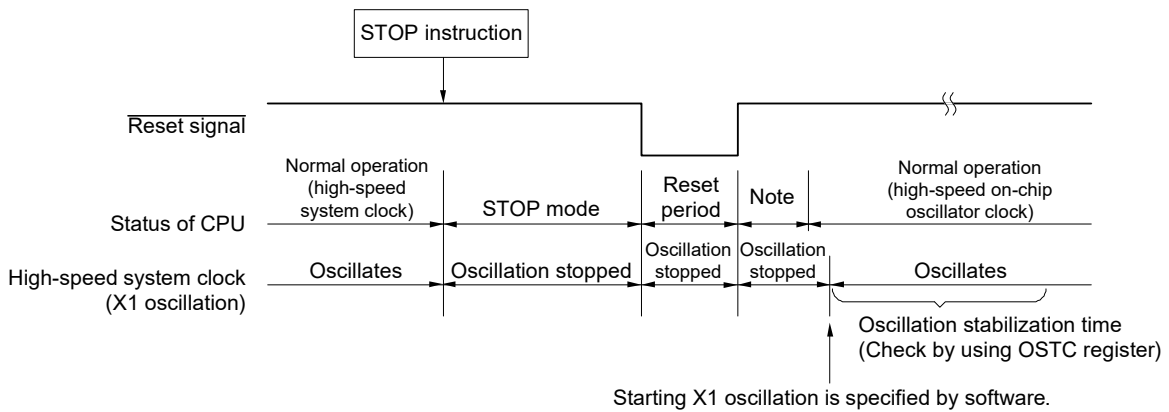 STOP instruction
Reset signal
Normal operation
(high-speed
system clock)
STOP mode
Reset
period
Note
Normal operation
(high-speed on-chip
oscillator clock)
Status of CPU
High-speed system clock
(X1 oscillation)
Oscillates
Oscillation stopped
Oscillation
stopped
Oscillation
stopped
Oscillates
Oscillation stabilization time
(Check by using OSTC register)
Starting X1 oscillation is specified by software.